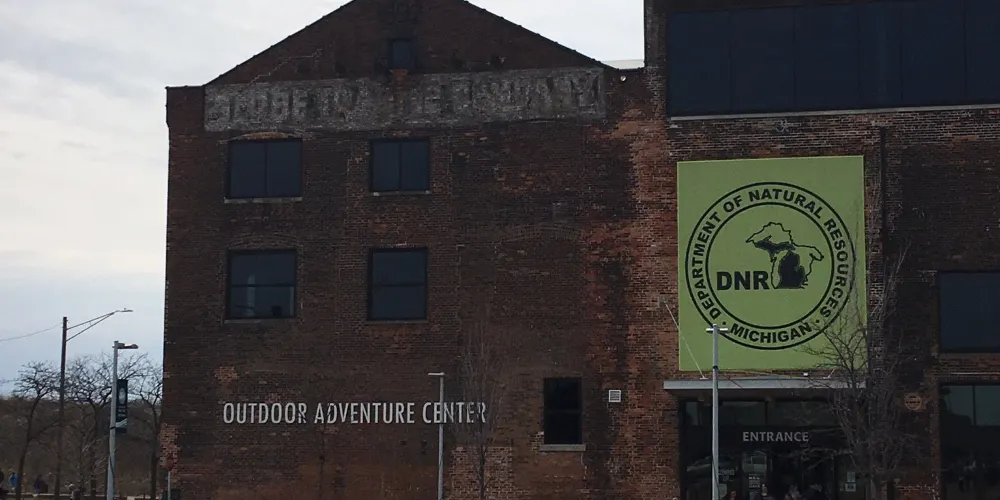 DEPARTMENT OF NATURAL RESOURCES
DNR
MICHIGAN
OUTDOOR ADVENTURE CENTER
ENTRANCE